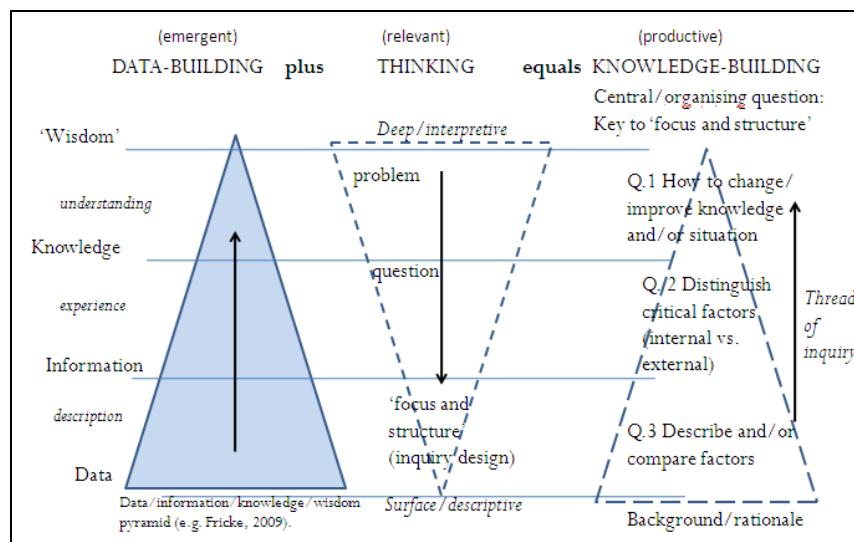 (emergent) (relevant) (productive)
DATA-BUILDING plus THINKING equals KNOWLEDGE-BUILDING
Central/organising question:
Key to 'focus and structure'
'Wisdom'
understanding
Knowledge
experience
Information
description
Data
Data/information/knowledge/wisdom
pyramid (e.g. Fricke, 2009).
Deep/interpretive
problem
question
'focus and
structure'
(inquiry design)
Surface/descriptive
Q.1 How to change/
improve knowledge
and/or situation
Q./2 Distinguish
critical factors
(internal vs.
external)
Q.3 Describe and/or
compare factors
Background/rationale
Thread
of
inquiry